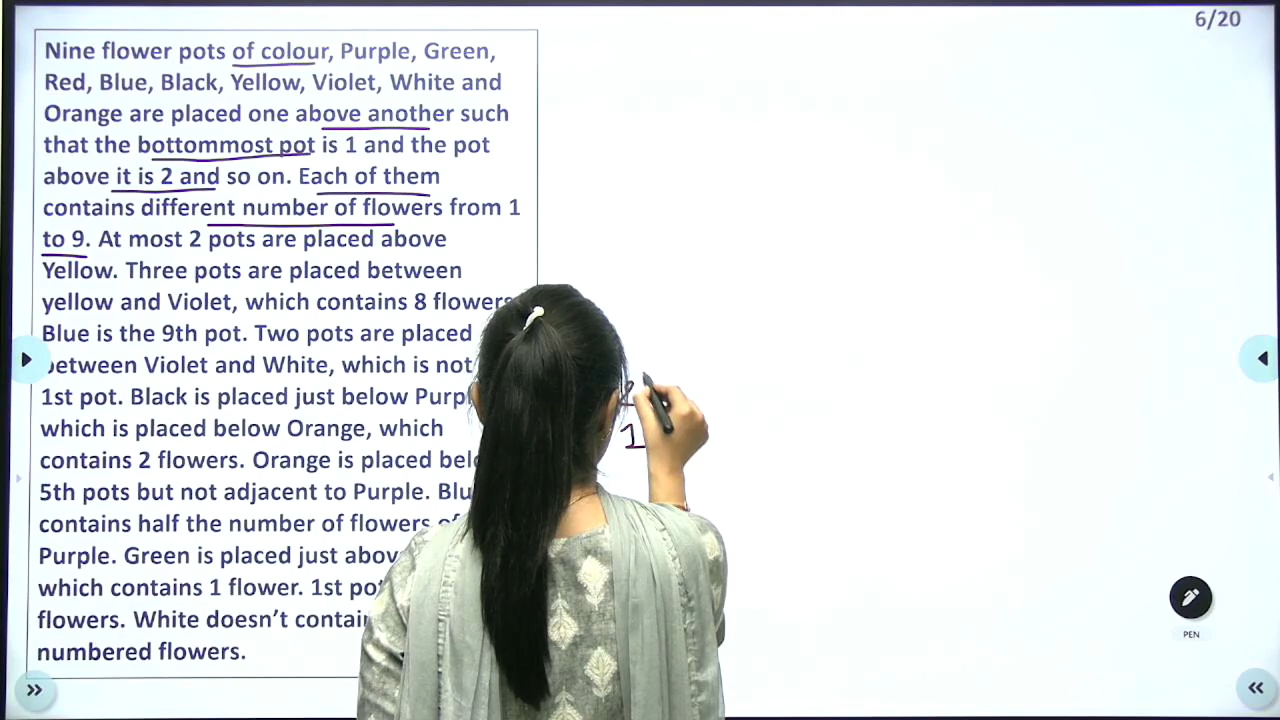 6/20
Nine flower pots of colour, Purple, Green,
Red, Blue, Black, Yellow, Violet, White and
Orange are placed one above another such
that the bottommost pot is 1 and the pot
above it is 2 and so on. Each of them
contains different number of flowers from 1
to 9. At most 2 pots are placed above
Yellow. Three pots are placed between
yellow and Violet, which contains 8 flowers
Blue is the 9th pot. Two pots are placed
between Violet and White, which is not
1st pot. Black is placed just below
which is placed below Orange, which
contains 2 flowers. Orange is placed
5th pots but not adjacent to Purple.
contains half the number of flowers
Purple. Green is placed just
which contains 1 flower. 1st
flowers. White doesn't
numbered flowers.
1
PEN